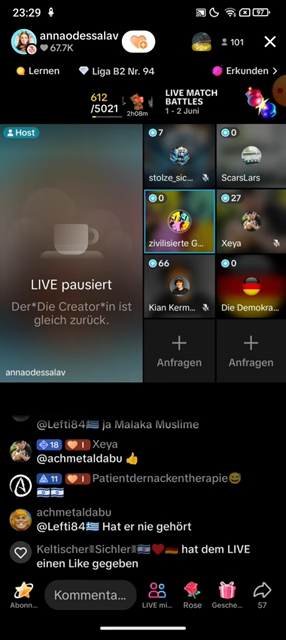 23:29
97
annaodessalav
67.7K
30+
101
Lernen
Liga B2 Nr. 94
Erkunden
612
/5021
2h08m
LIVE MATCH
BATTLES
1 - 2 Juni
Host
7
stolze_sic...
0
ScarsLars
0
zivilisierte G...
27
Xeya
66
Kian Kerm...
0
Die Demokra...
LIVE pausiert
Der*Die Creator*in ist
gleich zurück.
annaodessalav
Anfragen
Anfragen
@Lefti84🇬🇷 ja Malaka Muslime
18 I Xeya
@achmetaldabu 👍
11 I Patientdernackentherapie😅
🇮🇱🇮🇱
achmetaldabu
@Lefti84🇬🇷 Hat er nie gehört
Keltischer Sichler🇮🇱❤️🇩🇪 hat dem LIVE
einen Like gegeben
Abonn...
Kommenta...
LIVE mi...
Rose
Gesche...
57